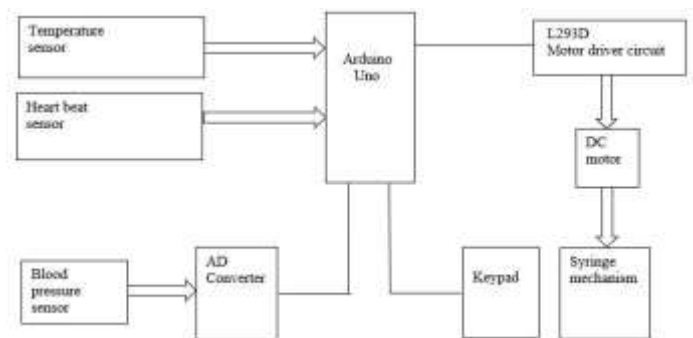 Temperature
sensor
Heart beat
sensor
Arduino
Uno
L293D
Motor driver circuit
DC
motor
Blood
pressure
sensor
AD
Converter
Keypad
Syringe
mechanism